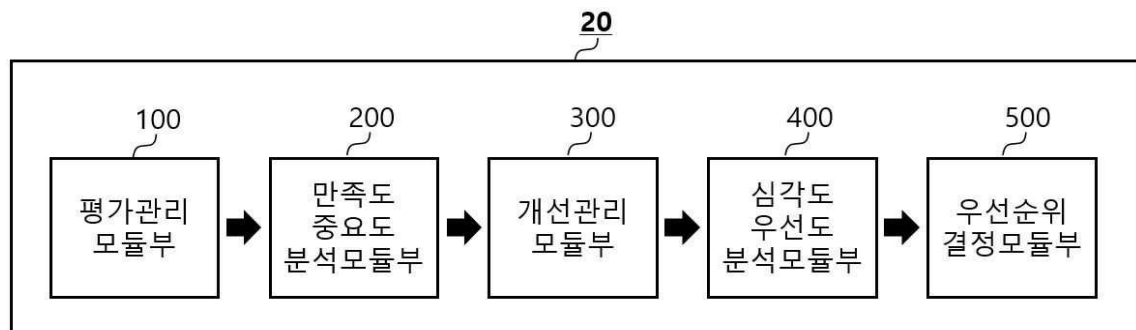 20
100
200
300
400
500
평가관리
모듈부
만족도
중요도
분석모듈부
개선관리
모듈부
심각도
우선도
분석모듈부
우선순위
결정모듈부